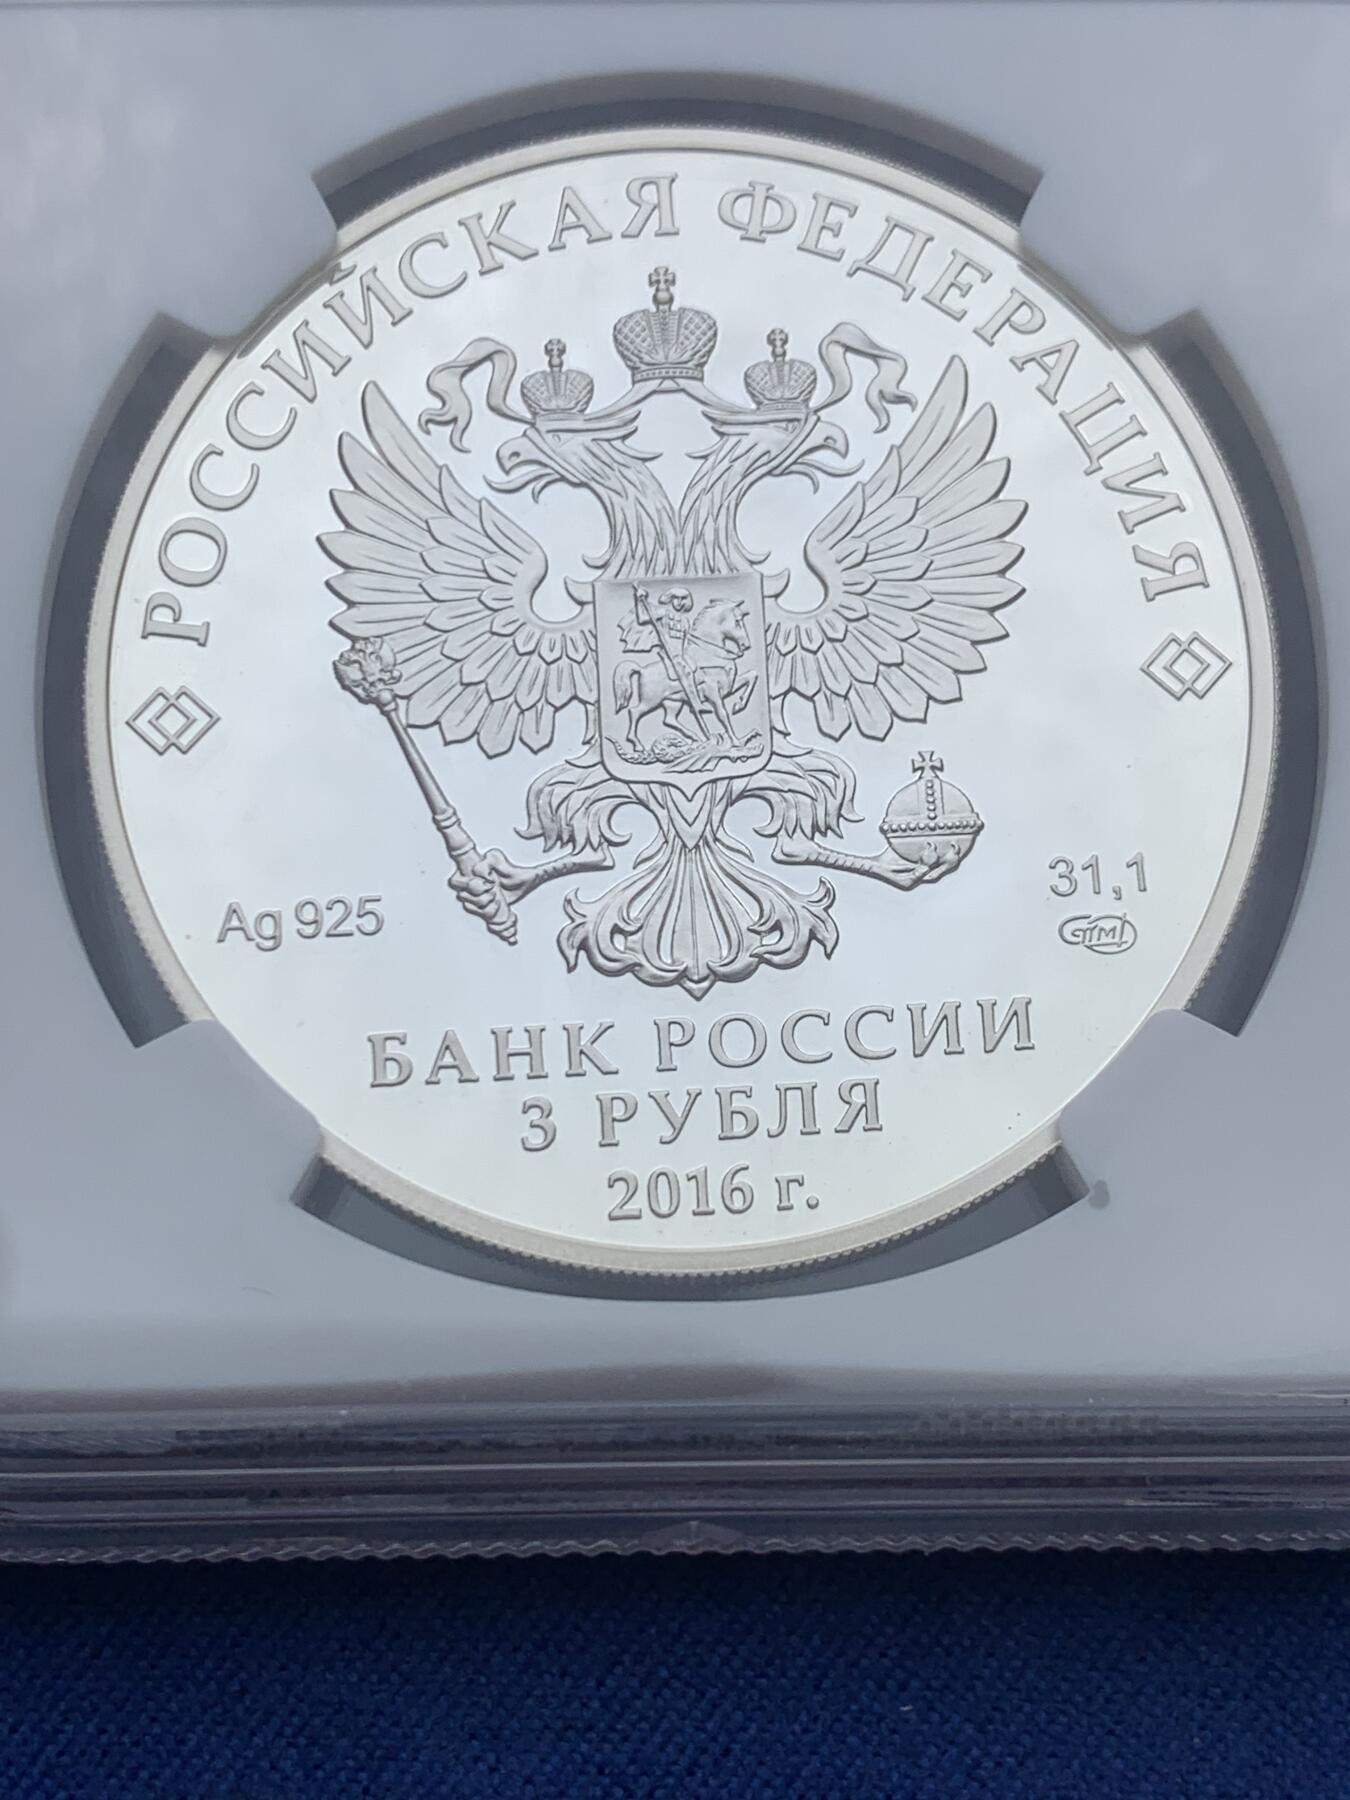 РОССИЙСКАЯ ФЕДЕРАЦИЯ
Ag 925
31,1
СПМД
БАНК РОССИИ
3 РУБЛЯ
2016 г.